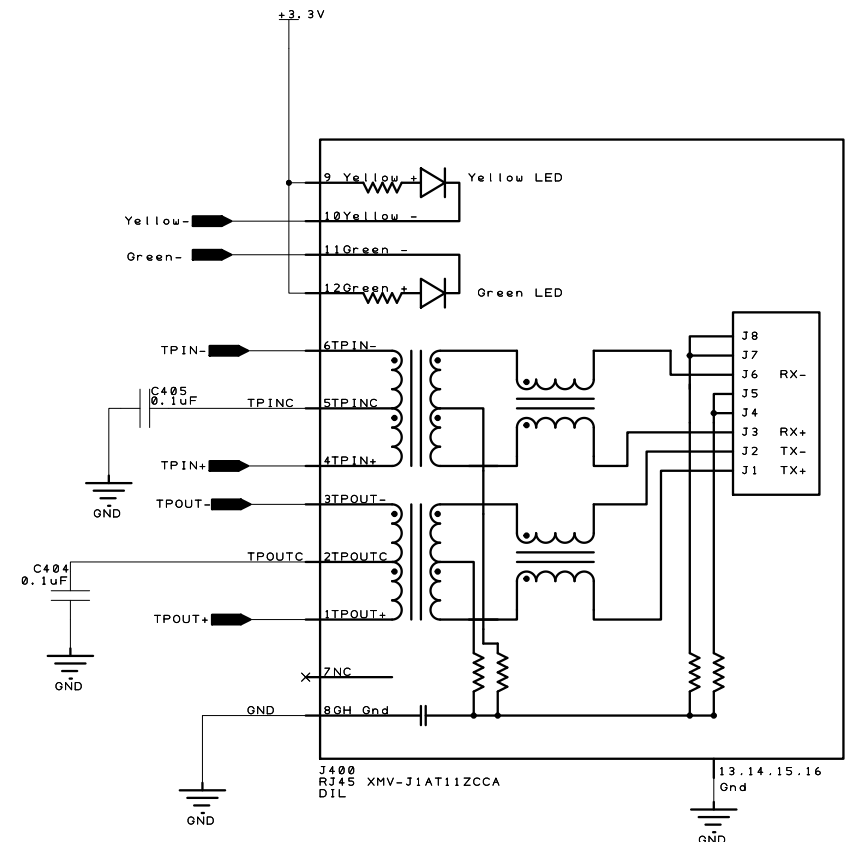 +3.3V
9 Yellow + Yellow LED
Yellow- 10Yellow -
Green- 11Green -
12Green + Green LED
J8
TPIN- 6TPIN-
J7
J6 RX-
C405
0.1uF TPINC 5TPINC
J5
J4
J3 RX+
J2 TX-
TPIN+ 4TPIN+
J1 TX+
TPOUT- 3TPOUT-
GND
C404 TPOUTC 2TPOUTC
0.1uF
TPOUT+ 1TPOUT+
7NC
GND
GND 8GH Gnd
J400 13.14.15.16
RJ45 XMV-J1AT11ZCCA Gnd
DIL
GND
GND